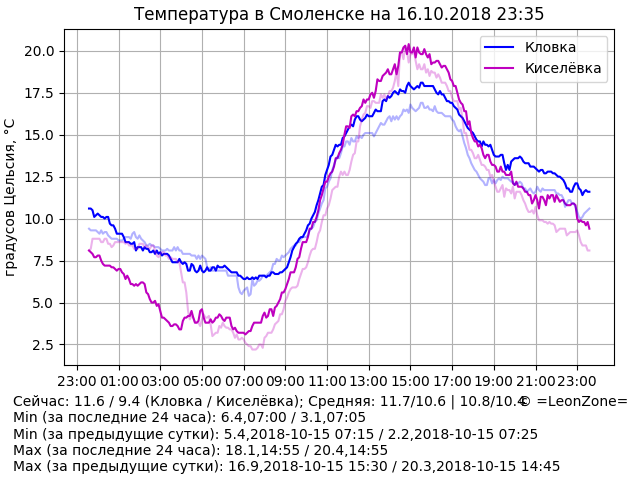 Температура в Смоленске на 16.10.2018 23:35
градусов Цельсия, °C
20.0
17.5
15.0
12.5
10.0
7.5
5.0
2.5
Кловка
Киселёвка
23:00 01:00 03:00 05:00 07:00 09:00 11:00 13:00 15:00 17:00 19:00 21:00 23:00
Сейчас: 11.6 / 9.4 (Кловка / Киселёвка); Средняя: 11.7/10.6 | 10.8/10.4 © =LeonZone=
Min (за последние 24 часа): 6.4,07:00 / 3.1,07:05
Min (за предыдущие сутки): 5.4,2018-10-15 07:15 / 2.2,2018-10-15 07:25
Max (за последние 24 часа): 18.1,14:55 / 20.4,14:55
Max (за предыдущие сутки): 16.9,2018-10-15 15:30 / 20.3,2018-10-15 14:45